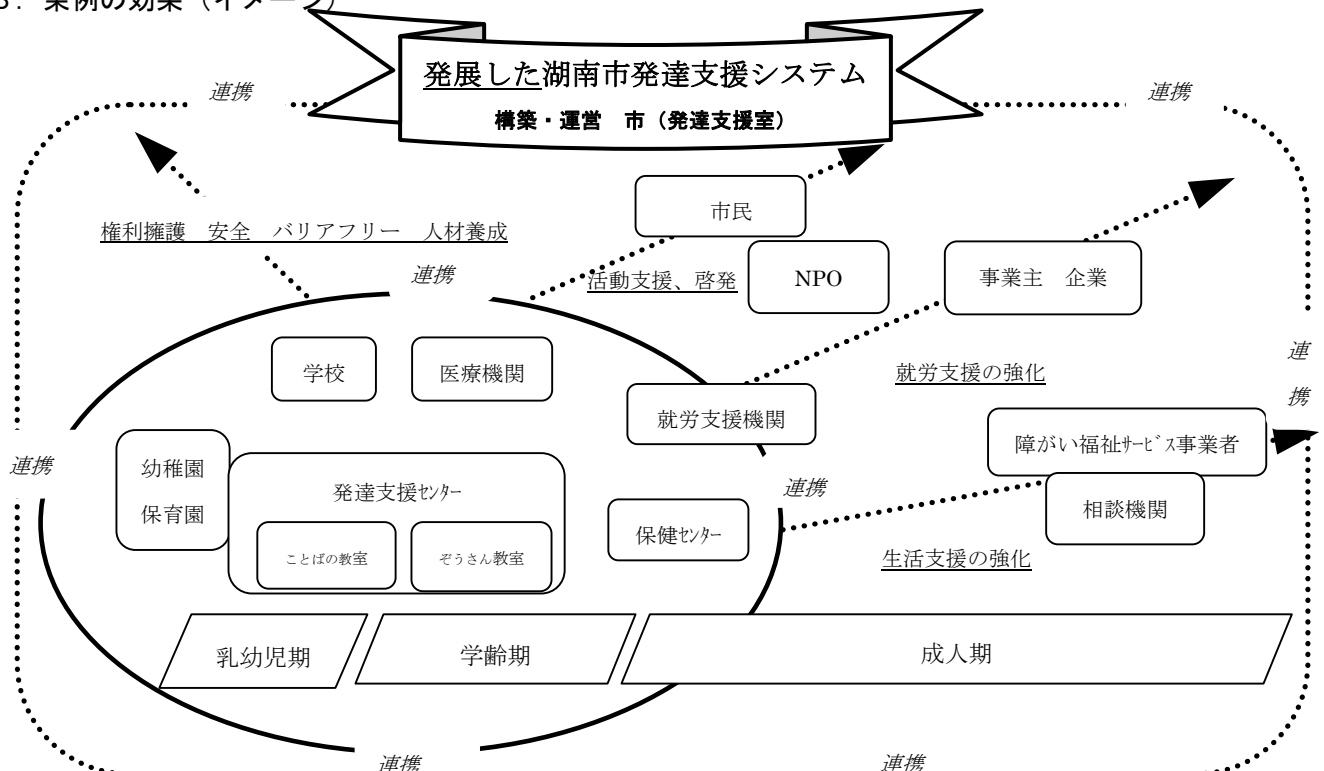 条例の効果（イメージ）
発展した湖南市発達支援システム
構築・運営　市（発達支援室）
連携
連携
市民
権利擁護　安全　バリアフリー　人材養成
連携
活動支援、啓発
NPO
事業主　企業
学校
医療機関
就労支援の強化
連
携
就労支援機関
障がい福祉ｻｰﾋﾞｽ事業者
幼稚園
保育園
連携
発達支援ｾﾝﾀｰ
連携
相談機関
保健ｾﾝﾀｰ
ことばの教室
ぞうさん教室
生活支援の強化
乳幼児期
学齢期
成人期
連携
連携